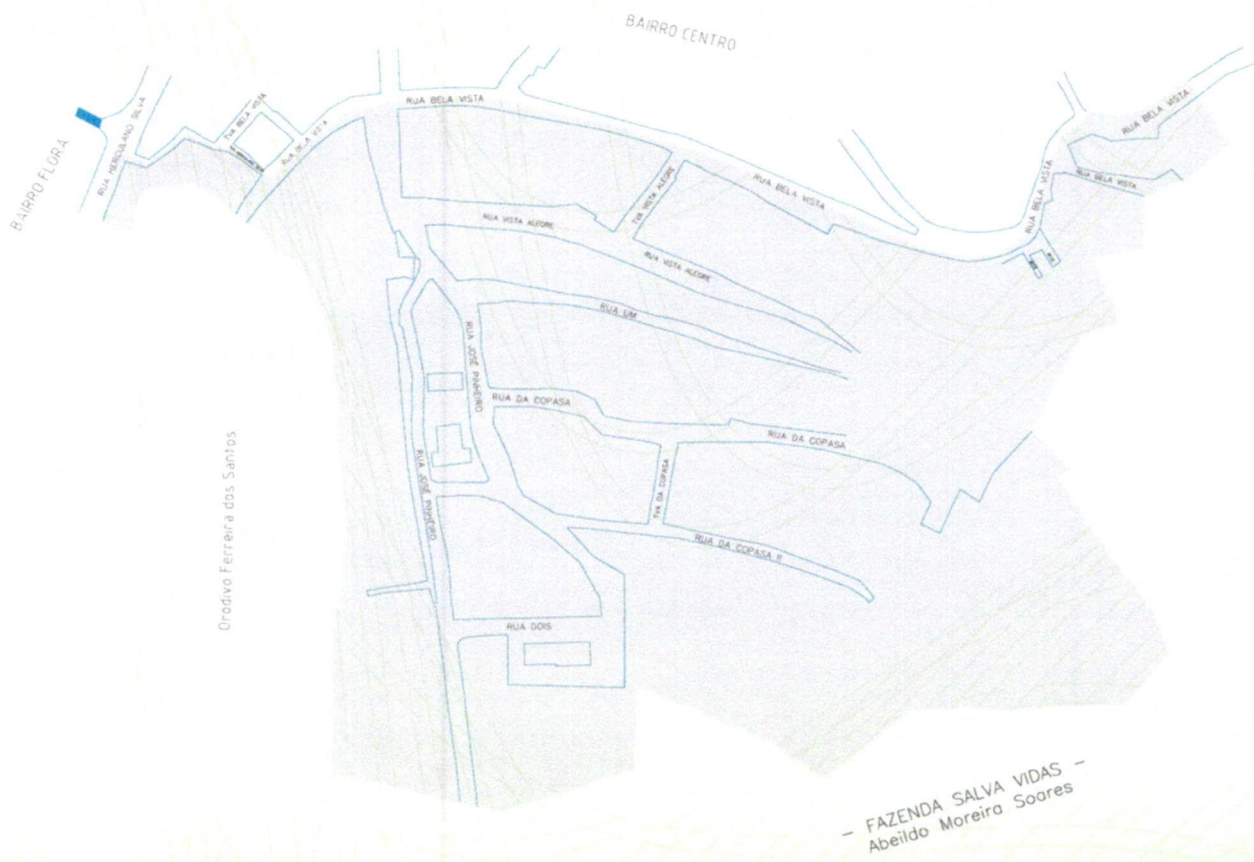 BAIRRO CENTRO
BAIRRO FLORA
RUA HERCULANO SILVA
TVA BELA VISTA
RUA BELA VISTA
RUA BELA VISTA
RUA BELA VISTA
RUA BELA VISTA
RUA BELA VISTA
RUA BELA VISTA
TVA VISTA ALEGRE
RUA VISTA ALEGRE
RUA VISTA ALEGRE
RUA UM
RUA JOSÉ PINHEIRO
RUA DA COPASA
RUA DA COPASA
TVA DA COPASA
RUA JOSÉ PINHEIRO
RUA DA COPASA II
RUA DOIS
Orodivo Ferreira dos Santos
- FAZENDA SALVA VIDAS -
Abeildo Moreira Soares